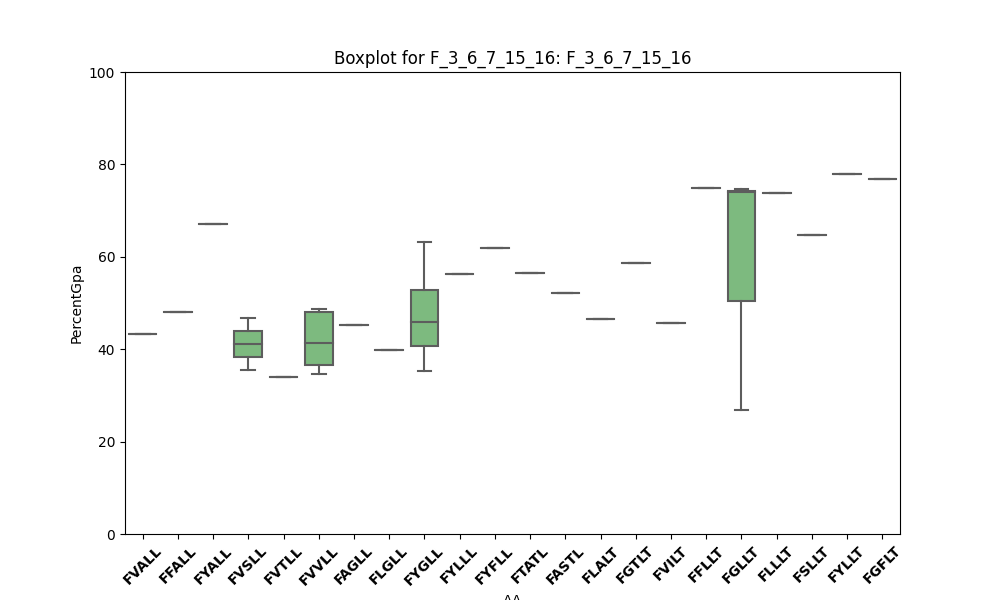 Boxplot for F_3_6_7_15_16: F_3_6_7_15_16
PercentGpa
100
80
60
40
20
0
FVALL
FFALL
FYALL
FVSLL
FVTLL
FVVLL
FAGLL
FLGLL
FYGLL
FYLLL
FYFLL
FTATL
FASTL
FLALT
FGTLT
FVILT
FFLLT
FGLLT
FLLLT
FSLLT
FYLLT
FGFLT
AA